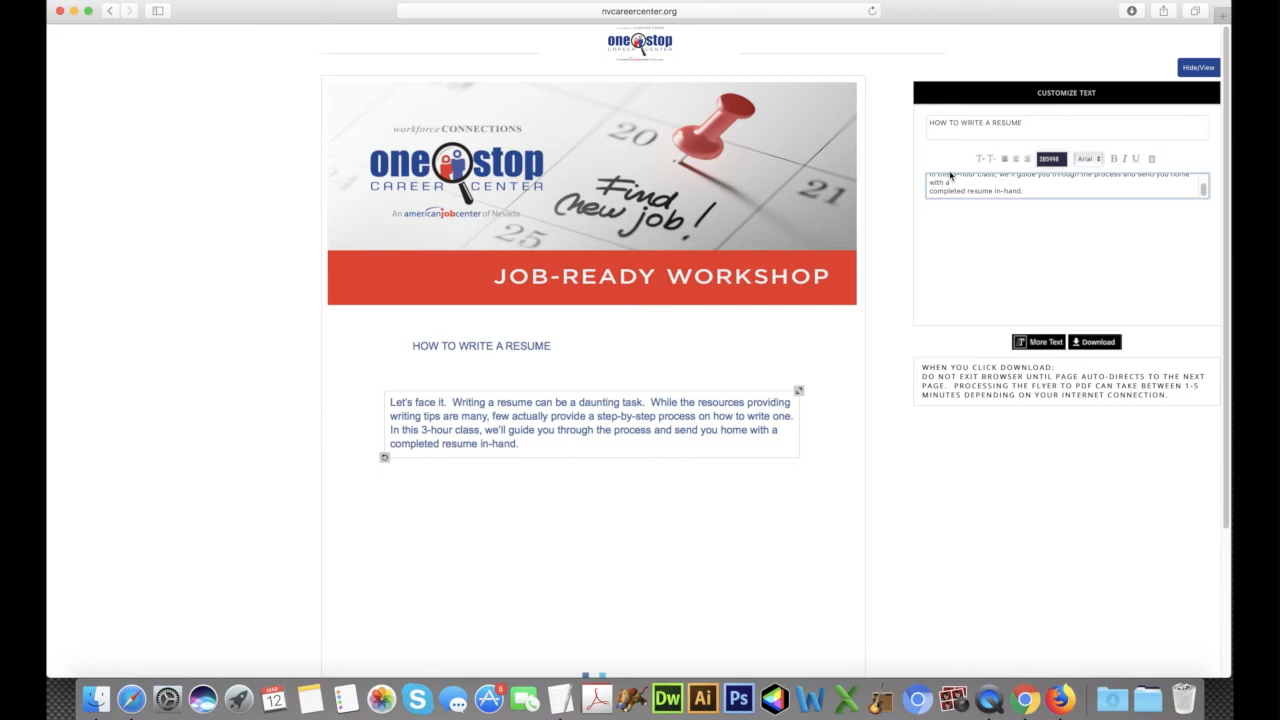 nvcareercenter.org
one stop
CAREER CENTER
Hide/View
workforce CONNECTIONS
one stop
CAREER CENTER
An americanjobcenter of Nevada
20
21
25
Find
new job!
JOB-READY WORKSHOP
HOW TO WRITE A RESUME
Let's face it.  Writing a resume can be a daunting task.  While the resources providing
writing tips are many, few actually provide a step-by-step process on how to write one.
In this 3-hour class, we'll guide you through the process and send you home with a
completed resume in-hand.
CUSTOMIZE TEXT
HOW TO WRITE A RESUME
T+ T-
3B5998
Arial
B I U
with a
completed resume in-hand.
More Text
Download
WHEN YOU CLICK DOWNLOAD:
DO NOT EXIT BROWSER UNTIL PAGE AUTO-DIRECTS TO THE NEXT
PAGE.  PROCESSING THE FLYER TO PDF CAN TAKE BETWEEN 1-5
MINUTES DEPENDING ON YOUR INTERNET CONNECTION.
MAR
12
5
Dw
Ai
Ps